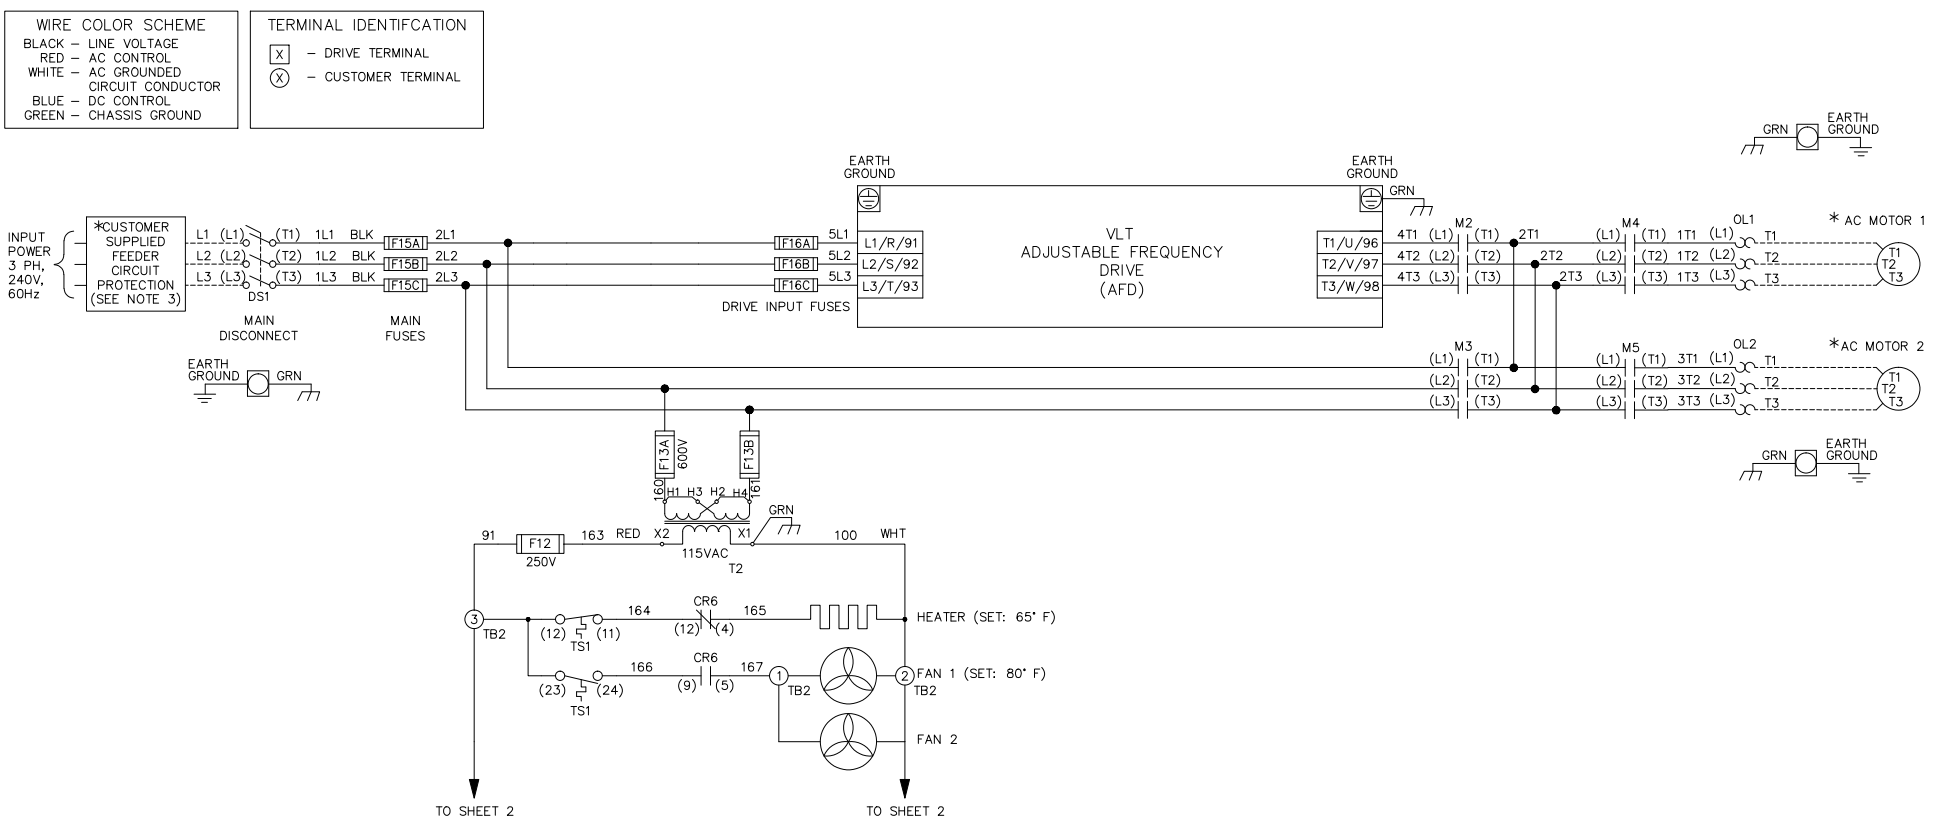 WIRE COLOR SCHEME
BLACK – LINE VOLTAGE
RED – AC CONTROL
WHITE – AC GROUNDED
CIRCUIT CONDUCTOR
BLUE – DC CONTROL
GREEN – CHASSIS GROUND
TERMINAL IDENTIFCATION
X – DRIVE TERMINAL
X – CUSTOMER TERMINAL
GRN
EARTH
GROUND
INPUT
POWER
3 PH,
240V,
60Hz
*CUSTOMER
SUPPLIED
FEEDER
CIRCUIT
PROTECTION
(SEE NOTE 3)
L1 (L1) (T1) 1L1 BLK F15A 2L1
L2 (L2) (T2) 1L2 BLK F15B 2L2
L3 (L3) (T3) 1L3 BLK F15C 2L3
DS1
MAIN
DISCONNECT
MAIN
FUSES
EARTH
GROUND
GRN
F16A 5L1 L1/R/91
F16B 5L2 L2/S/92
F16C 5L3 L3/T/93
DRIVE INPUT FUSES
EARTH
GROUND
VLT
ADJUSTABLE FREQUENCY
DRIVE
(AFD)
EARTH
GROUND
GRN
M2
M4
OL1
* AC MOTOR 1
T1/U/96 4T1 (L1) (T1) 2T1 (L1) (T1) 1T1 (L1) T1
T2/V/97 4T2 (L2) (T2) 2T2 (L2) (T2) 1T2 (L2) T2
T3/W/98 4T3 (L3) (T3) 2T3 (L3) (T3) 1T3 (L3) T3
T1
T2
T3
M3
M5
OL2
*AC MOTOR 2
(L1) (T1) (L1) (T1) 3T1 (L1) T1
(L2) (T2) (L2) (T2) 3T2 (L2) T2
(L3) (T3) (L3) (T3) 3T3 (L3) T3
T1
T2
T3
GRN
EARTH
GROUND
F13A
600V
F13B
160
H1 H3 H2 H4
161
GRN
91 F12 163 RED X2 X1 100 WHT
250V
115VAC
T2
3
TB2
(12) (11)
TS1
164
CR6
(12) (4)
165
HEATER (SET: 65° F)
(23) (24)
TS1
166
CR6
(9) (5)
167
1
TB2
2
TB2
FAN 1 (SET: 80° F)
FAN 2
TO SHEET 2
TO SHEET 2